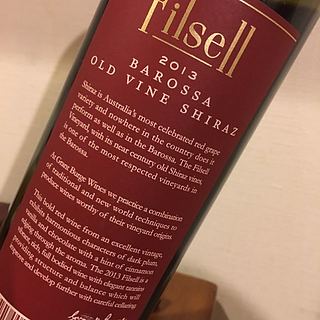 Filsell
2013
BAROSSA
OLD VINE SHIRAZ
Shiraz is Australia's most celebrated red grape
variety and nowhere in the country does it
perform as well as in the Barossa. The Filsell
Vineyard, with its near century old Shiraz vines,
is one of the most respected vineyards in
the Barossa.
At Grant Burge Wines we practice a combination
of traditional and new world techniques to
produce wines worthy of their vineyard origins.
This bold red wine from an excellent vintage,
exhibits harmonious characters of dark plum,
vanilla and chocolate with a hint of cinnamon
edging through the aroma. The 2013 Filsell is a
rich, full bodied wine with elegant tannins
providing structure and balance which will
improve and develop further with careful cellaring.